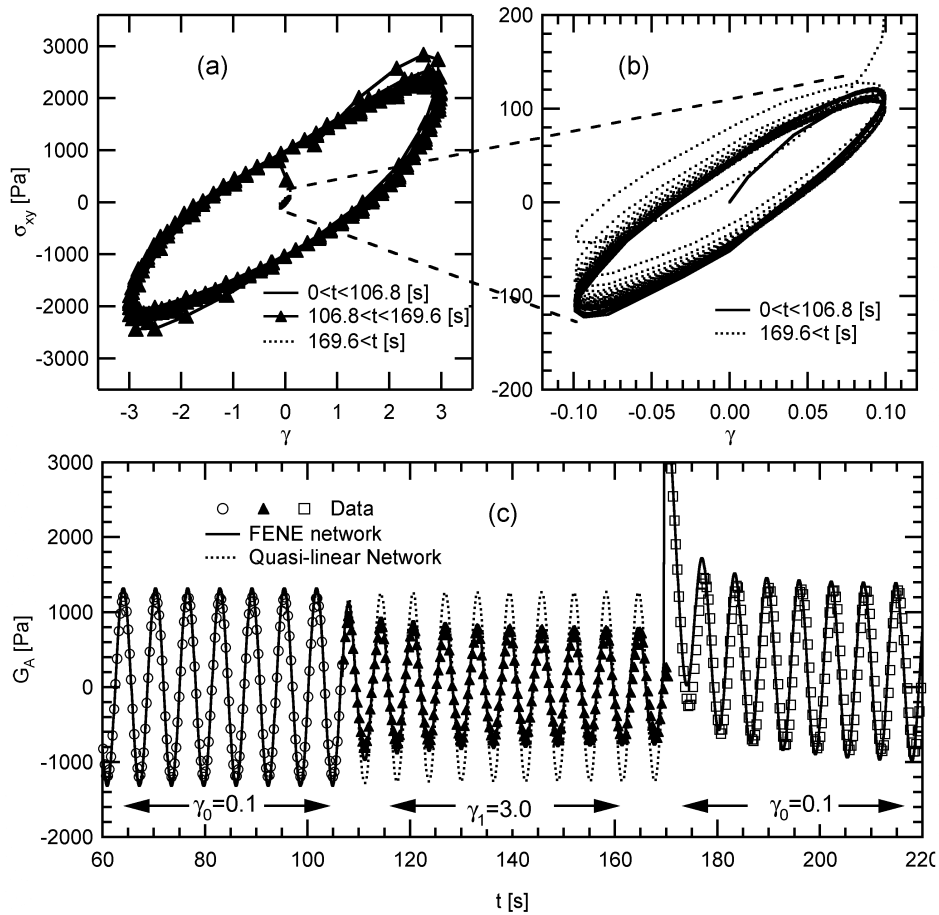 3000
2000
1000
0
-1000
-2000
-3000
σxy [Pa]
(a)
0<t<106.8 [s]
106.8<t<169.6 [s]
169.6<t [s]
-3 -2 -1 0 1 2 3
γ
200
100
0
-100
-200
(b)
0<t<106.8 [s]
169.6<t [s]
-0.10 -0.05 0.00 0.05 0.10
γ
3000
2000
1000
0
-1000
-2000
G_A [Pa]
(c)
Data
FENE network
Quasi-linear Network
γ₀=0.1
γ₁=3.0
γ₀=0.1
60 80 100 120 140 160 180 200 220
t [s]